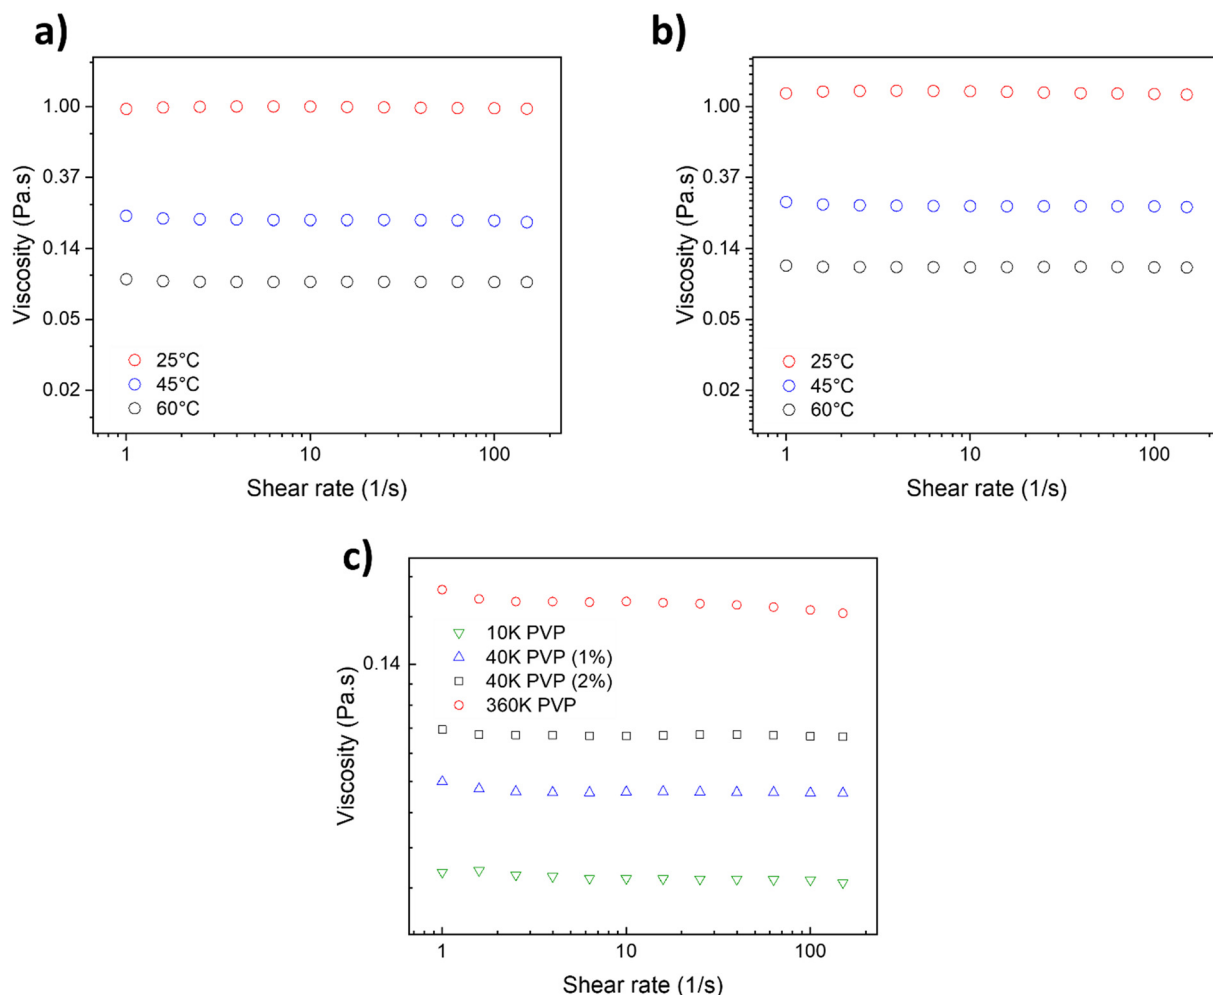 a)
1.00
0.37
0.14
0.05
0.02
Viscosity (Pa.s)
25°C
45°C
60°C
1
10
100
Shear rate (1/s)
b)
1.00
0.37
0.14
0.05
0.02
Viscosity (Pa.s)
25°C
45°C
60°C
1
10
100
Shear rate (1/s)
c)
0.14
Viscosity (Pa.s)
10K PVP
40K PVP (1%)
40K PVP (2%)
360K PVP
1
10
100
Shear rate (1/s)